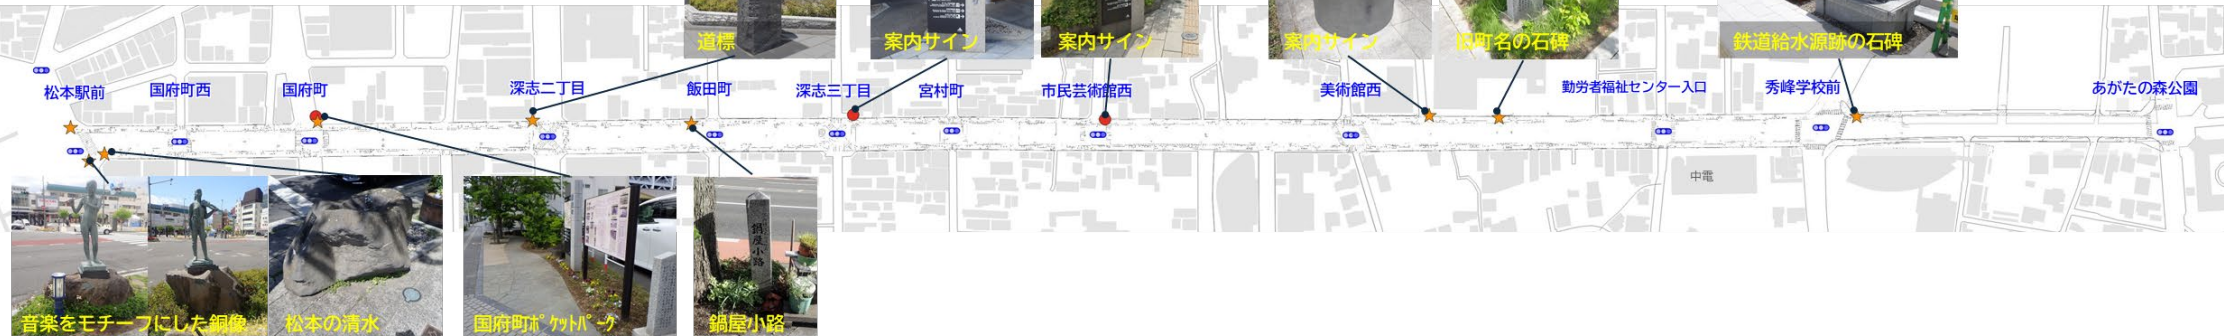 道標
案内サイン
案内サイン
案内サイン
旧町名の石碑
鉄道給水源跡の石碑
松本駅前
国府町西
国府町
深志二丁目
飯田町
深志三丁目
宮村町
市民芸術館西
美術館西
勤労者福祉センター入口
秀峰学校前
あがたの森公園
中電
鍋屋小路
音楽をモチーフにした銅像
松本の清水
国府町ﾎﾟｹｯﾄﾊﾟｰｸ
鍋屋小路